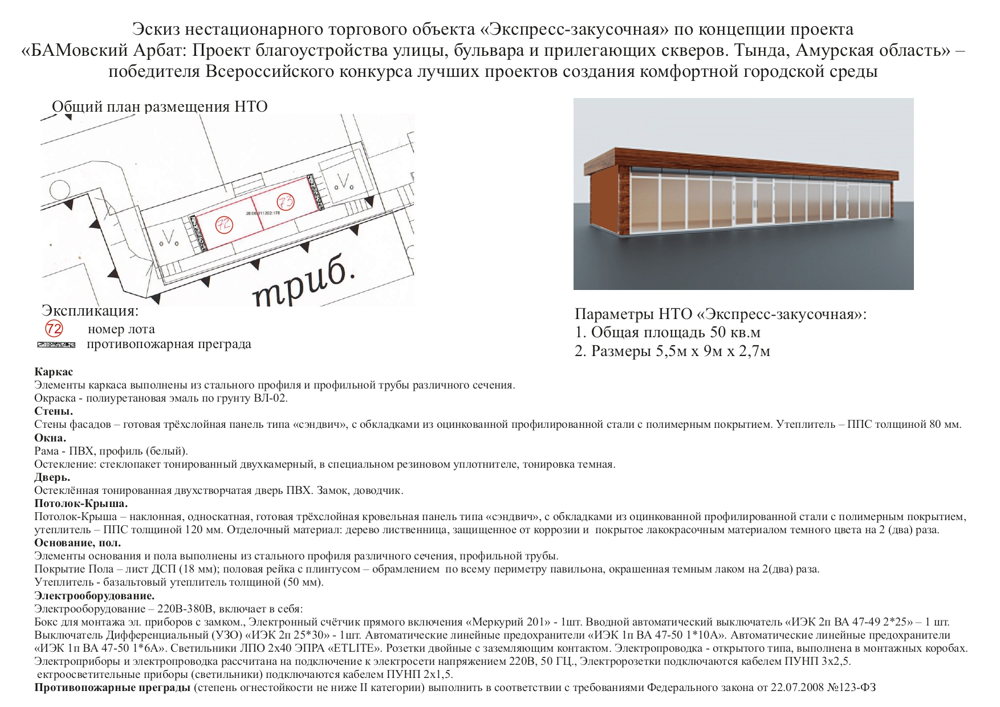 Эскиз нестационарного торгового объекта «Экспресс-закусочная» по концепции проекта
«БАМовский Арбат: Проект благоустройства улицы, бульвара и прилегающих скверов. Тында, Амурская область» –
победителя Всероссийского конкурса лучших проектов создания комфортной городской среды
Общий план размещения НТО
73
28:06:011202:178
72
V
V
триб.
Экспликация:
72 номер лота
противопожарная преграда
Параметры НТО «Экспресс-закусочная»:
1. Общая площадь 50 кв.м
2. Размеры 5,5м х 9м х 2,7м
Каркас
Элементы каркаса выполнены из стального профиля и профильной трубы различного сечения.
Окраска - полиуретановая эмаль по грунту ВЛ-02.
Стены.
Стены фасадов – готовая трёхслойная панель типа «сэндвич», с обкладками из оцинкованной профилированной стали с полимерным покрытием. Утеплитель – ППС толщиной 80 мм.
Окна.
Рама - ПВХ, профиль (белый).
Остекление: стеклопакет тонированный двухкамерный, в специальном резиновом уплотнителе, тонировка темная.
Дверь.
Остеклённая тонированная двухстворчатая дверь ПВХ. Замок, доводчик.
Потолок-Крыша.
Потолок-Крыша – наклонная, односкатная, готовая трёхслойная кровельная панель типа «сэндвич», с обкладками из оцинкованной профилированной стали с полимерным покрытием,
утеплитель – ППС толщиной 120 мм. Отделочный материал: дерево лиственница, защищенное от коррозии и покрытое лакокрасочным материалом темного цвета на 2 (два) раза.
Основание, пол.
Элементы основания и пола выполнены из стального профиля различного сечения, профильной трубы.
Покрытие Пола – лист ДСП (18 мм); половая рейка с плинтусом – обрамлением по всему периметру павильона, окрашенная темным лаком на 2(два) раза.
Утеплитель - базальтовый утеплитель толщиной (50 мм).
Электрооборудование.
Электрооборудование – 220В-380В, включает в себя:
Бокс для монтажа эл. приборов с замком., Электронный счётчик прямого включения «Меркурий 201» - 1шт. Вводной автоматический выключатель «ИЭК 2п ВА 47-49 2*25» – 1 шт.
Выключатель Дифференциальный (УЗО) «ИЭК 2п 25*30» - 1шт. Автоматические линейные предохранители «ИЭК 1п ВА 47-50 1*10А». Автоматические линейные предохранители
«ИЭК 1п ВА 47-50 1*6А». Светильники ЛПО 2х40 ЭПРА «ETLITE». Розетки двойные с заземляющим контактом. Электропроводка - открытого типа, выполнена в монтажных коробах.
Электроприборы и электропроводка рассчитана на подключение к электросети напряжением 220В, 50 ГЦ., Электророзетки подключаются кабелем ПУНП 3х2,5.
ектроосветительные приборы (светильники) подключаются кабелем ПУНП 2х1,5.
Противопожарные преграды (степень огнестойкости не ниже II категории) выполнить в соответствии с требованиями Федерального закона от 22.07.2008 №123-ФЗ